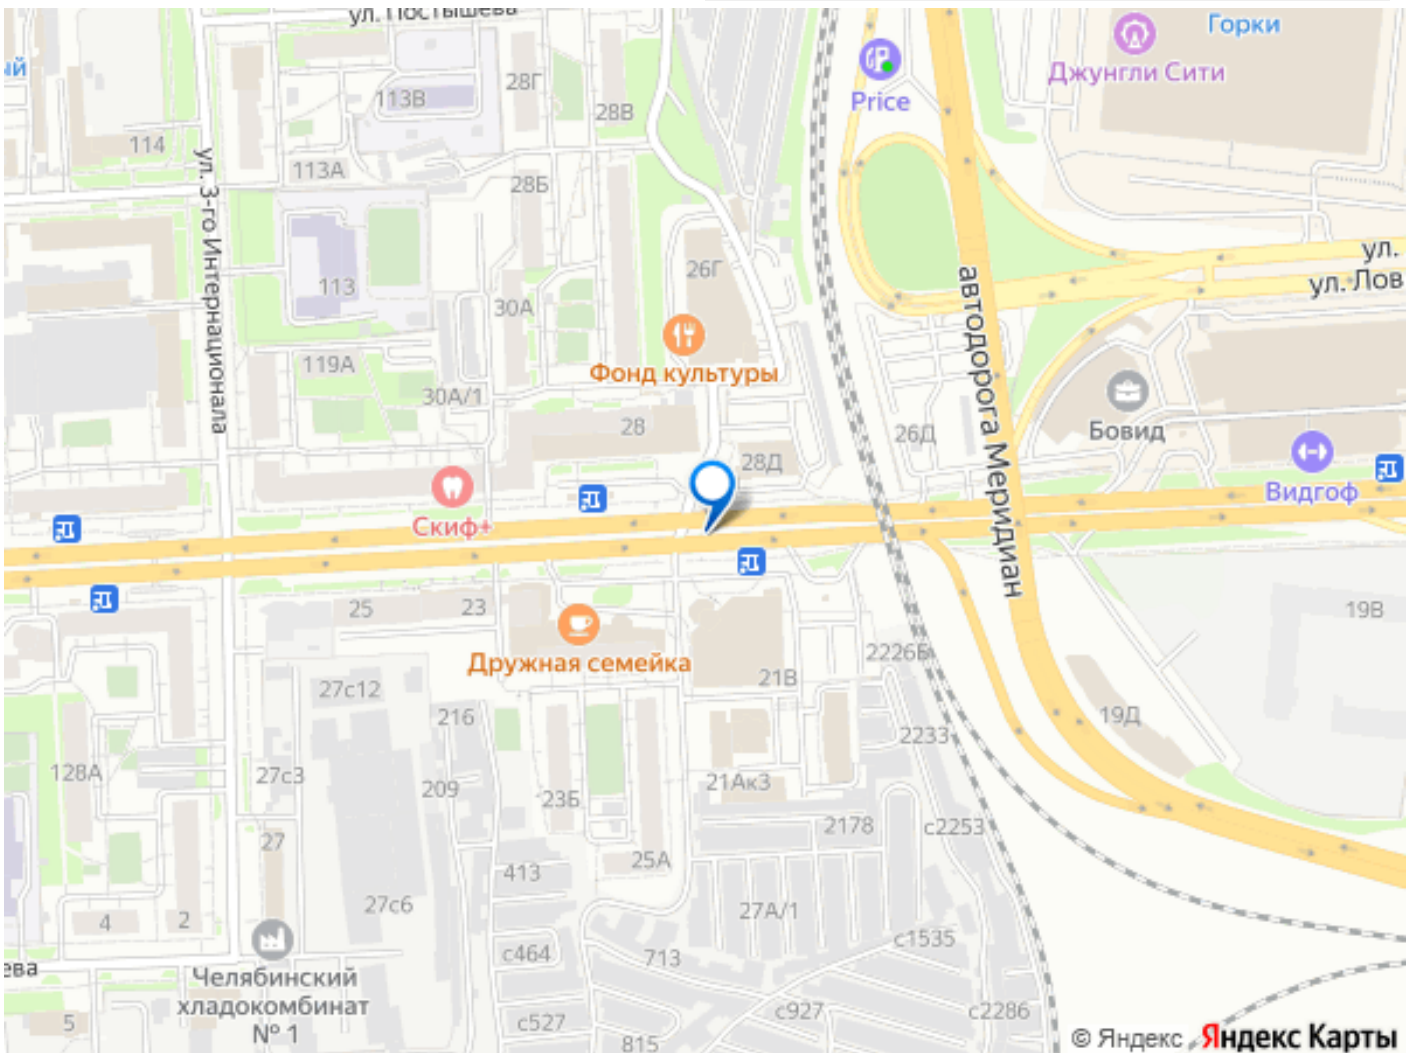 ул. Постышева
Горки
Джунгли Сити
ый
28Г
113В
Price
28В
114
113А
28Б
ул. 3-го Интернационала
ул.
ул. Лов
26Г
113
30А
автодорога Меридиан
119А
Фонд культуры
30А/1
28
26Д
Бовид
28Д
Видгоф
Скиф+
25
23
19В
Дружная семейка
2226Б
21В
27с12
216
19Д
2233
128А
27с3
209
21Ак3
23Б
2178
с2253
27
25А
413
27с6
27А/1
4
2
с1535
с464
713
ева
Челябинский
хладокомбинат
№ 1
5
с527
815
с927
с2286
© Яндекс Яндекс Карты